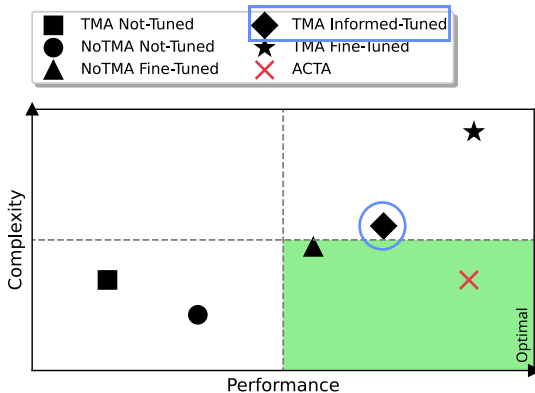 TMA Not-Tuned
NoTMA Not-Tuned
NoTMA Fine-Tuned
TMA Informed-Tuned
TMA Fine-Tuned
ACTA
Complexity
Optimal
Performance